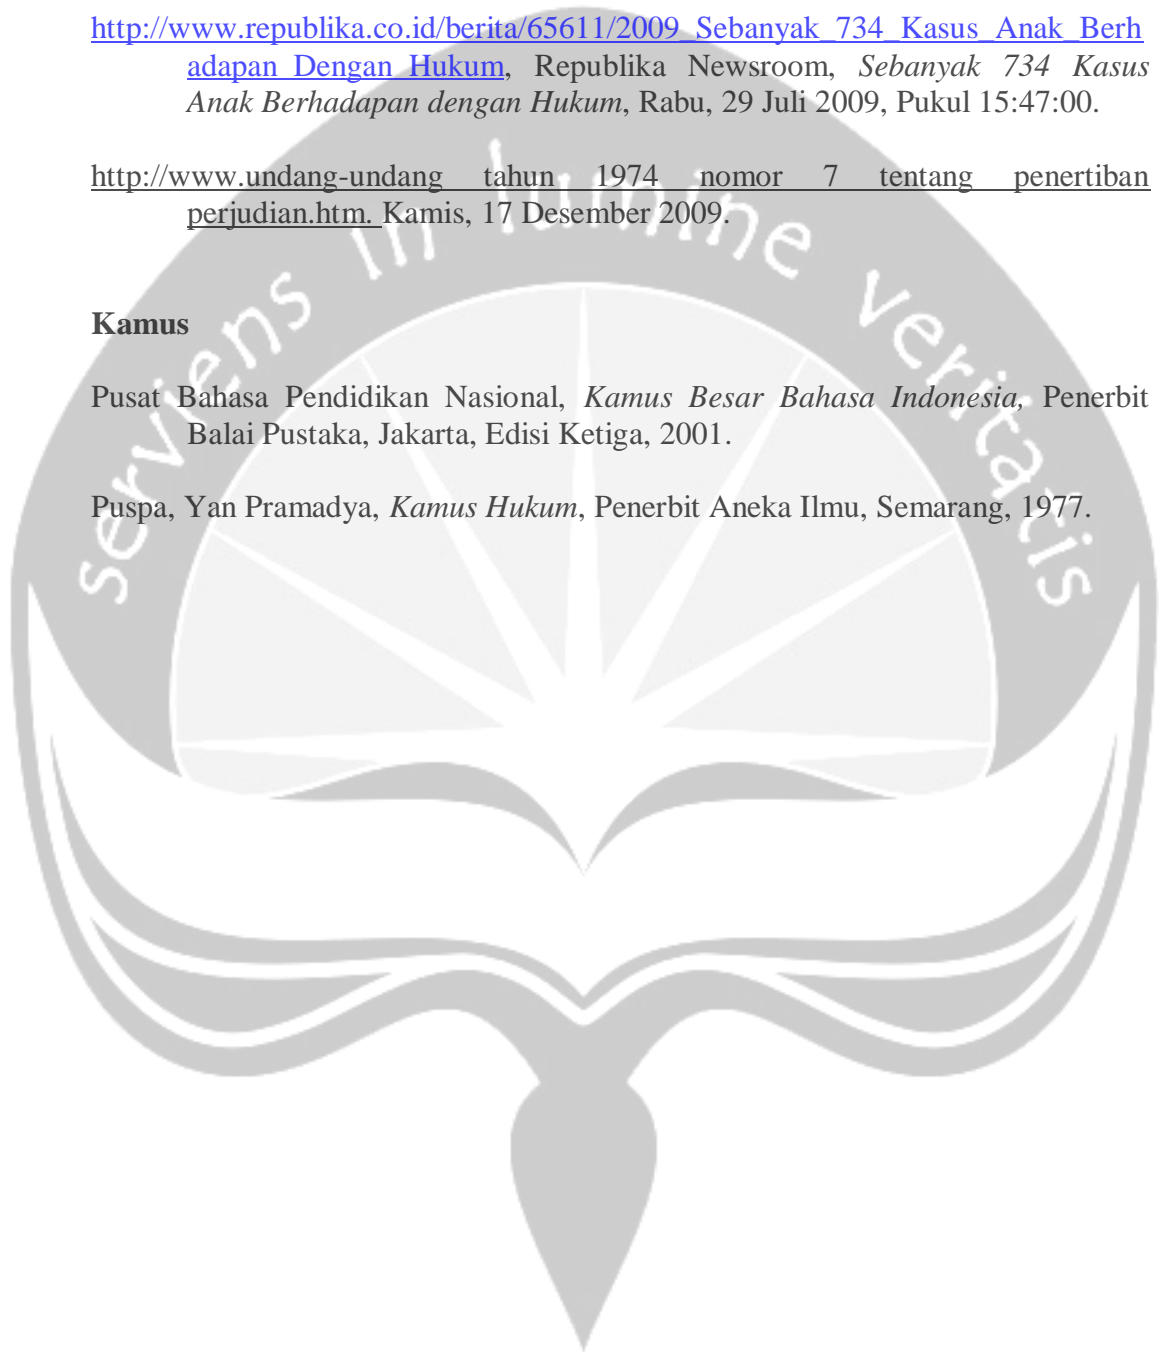 http://www.republika.co.id/berita/65611/2009_Sebanyak_734_Kasus_Anak_Berh
adapan_Dengan_Hukum, Republika Newsroom, Sebanyak 734 Kasus
Anak Berhadapan dengan Hukum, Rabu, 29 Juli 2009, Pukul 15:47:00.
http://www.undang-undang tahun 1974 nomor 7 tentang penertiban
perjudian.htm. Kamis, 17 Desember 2009.
serviens in lumine veritatis
Kamus
Pusat Bahasa Pendidikan Nasional, Kamus Besar Bahasa Indonesia, Penerbit
Balai Pustaka, Jakarta, Edisi Ketiga, 2001.
Puspa, Yan Pramadya, Kamus Hukum, Penerbit Aneka Ilmu, Semarang, 1977.